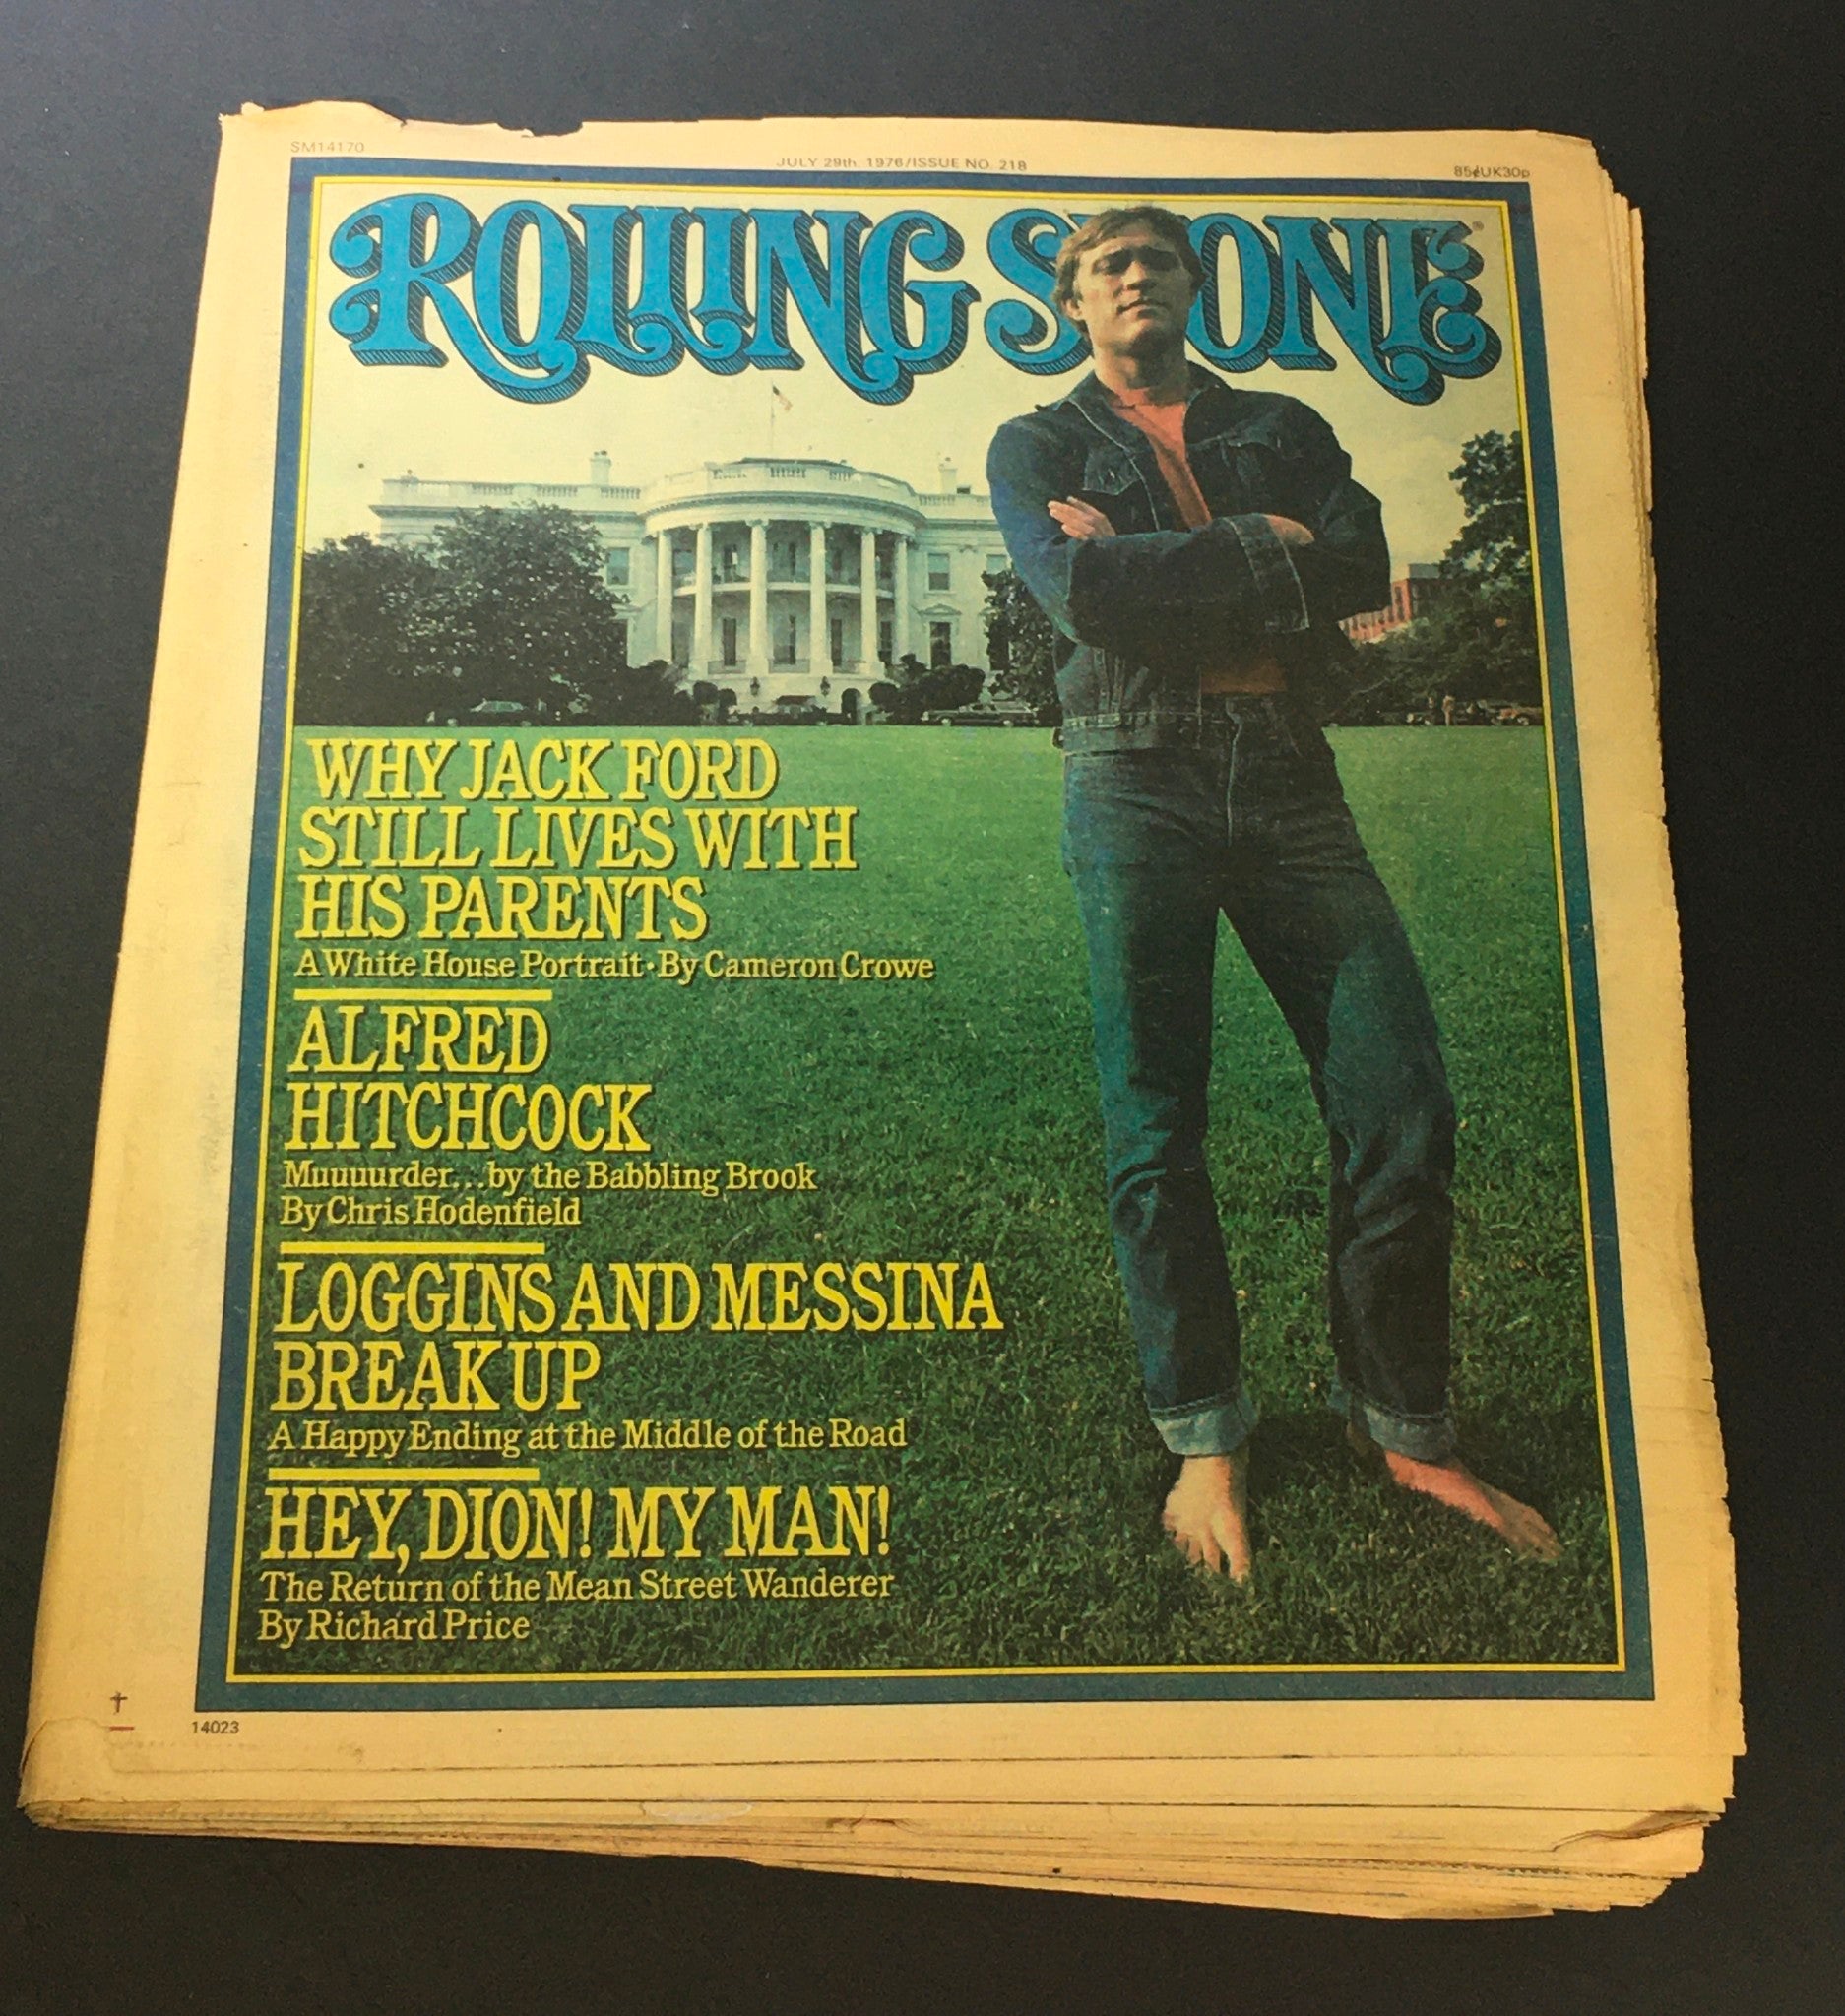 SM14170
JULY 29th, 1976/ISSUE NO. 218
85¢/UK30p
ROLLING STONE
WHY JACK FORD
STILL LIVES WITH
HIS PARENTS
A White House Portrait·By Cameron Crowe
ALFRED
HITCHCOCK
Muuuurder...by the Babbling Brook
By Chris Hodenfield
LOGGINS AND MESSINA
BREAK UP
A Happy Ending at the Middle of the Road
HEY, DION! MY MAN!
The Return of the Mean Street Wanderer
By Richard Price
14023